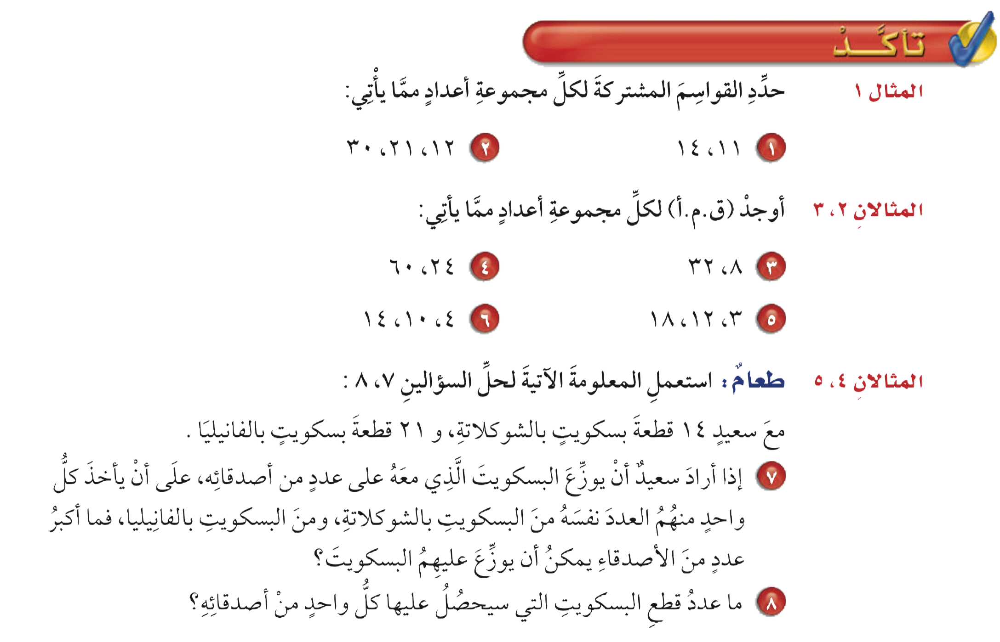 تأكَّـــدْ
المثال ١ حدِّدِ القواسِمَ المشتركةَ لكلِّ مجموعةِ أعدادٍ ممَّا يأْتِي:
١ ١١، ١٤ ٢ ١٢، ٢١، ٣٠
المثالانِ ٢، ٣ أوجدْ (ق.م.أ) لكلِّ مجموعةِ أعدادٍ ممَّا يأتِي:
٣ ٨، ٣٢ ٤ ٢٤، ٦٠
٥ ٣، ١٢، ١٨ ٦ ٤، ١٠، ١٤
المثالانِ ٤، ٥ طعامٌ: استعملِ المعلومةَ الآتيةَ لحلِّ السؤالينِ ٧، ٨ :
معَ سعيدٍ ١٤ قطعةَ بسكويتٍ بالشوكلاتةِ، و ٢١ قطعةَ بسكويتٍ بالفانيليَا .
٧ إذا أرادَ سعيدٌ أنْ يوزِّعَ البسكويتَ الَّذِي معَهُ على عددٍ من أصدقائِه، علَى أنْ يأخذَ كلُّ
واحدٍ منهُمُ العددَ نفسَهُ منَ البسكويتِ بالشوكلاتةِ، ومنَ البسكويتِ بالفانِيليا، فما أكبرُ
عددٍ منَ الأصدقاءِ يمكنُ أن يوزِّعَ عليهِمُ البسكويتَ؟
٨ ما عددُ قطعِ البسكويتِ التي سيحصُلُ عليها كلُّ واحدٍ منْ أصدقائِهِ؟